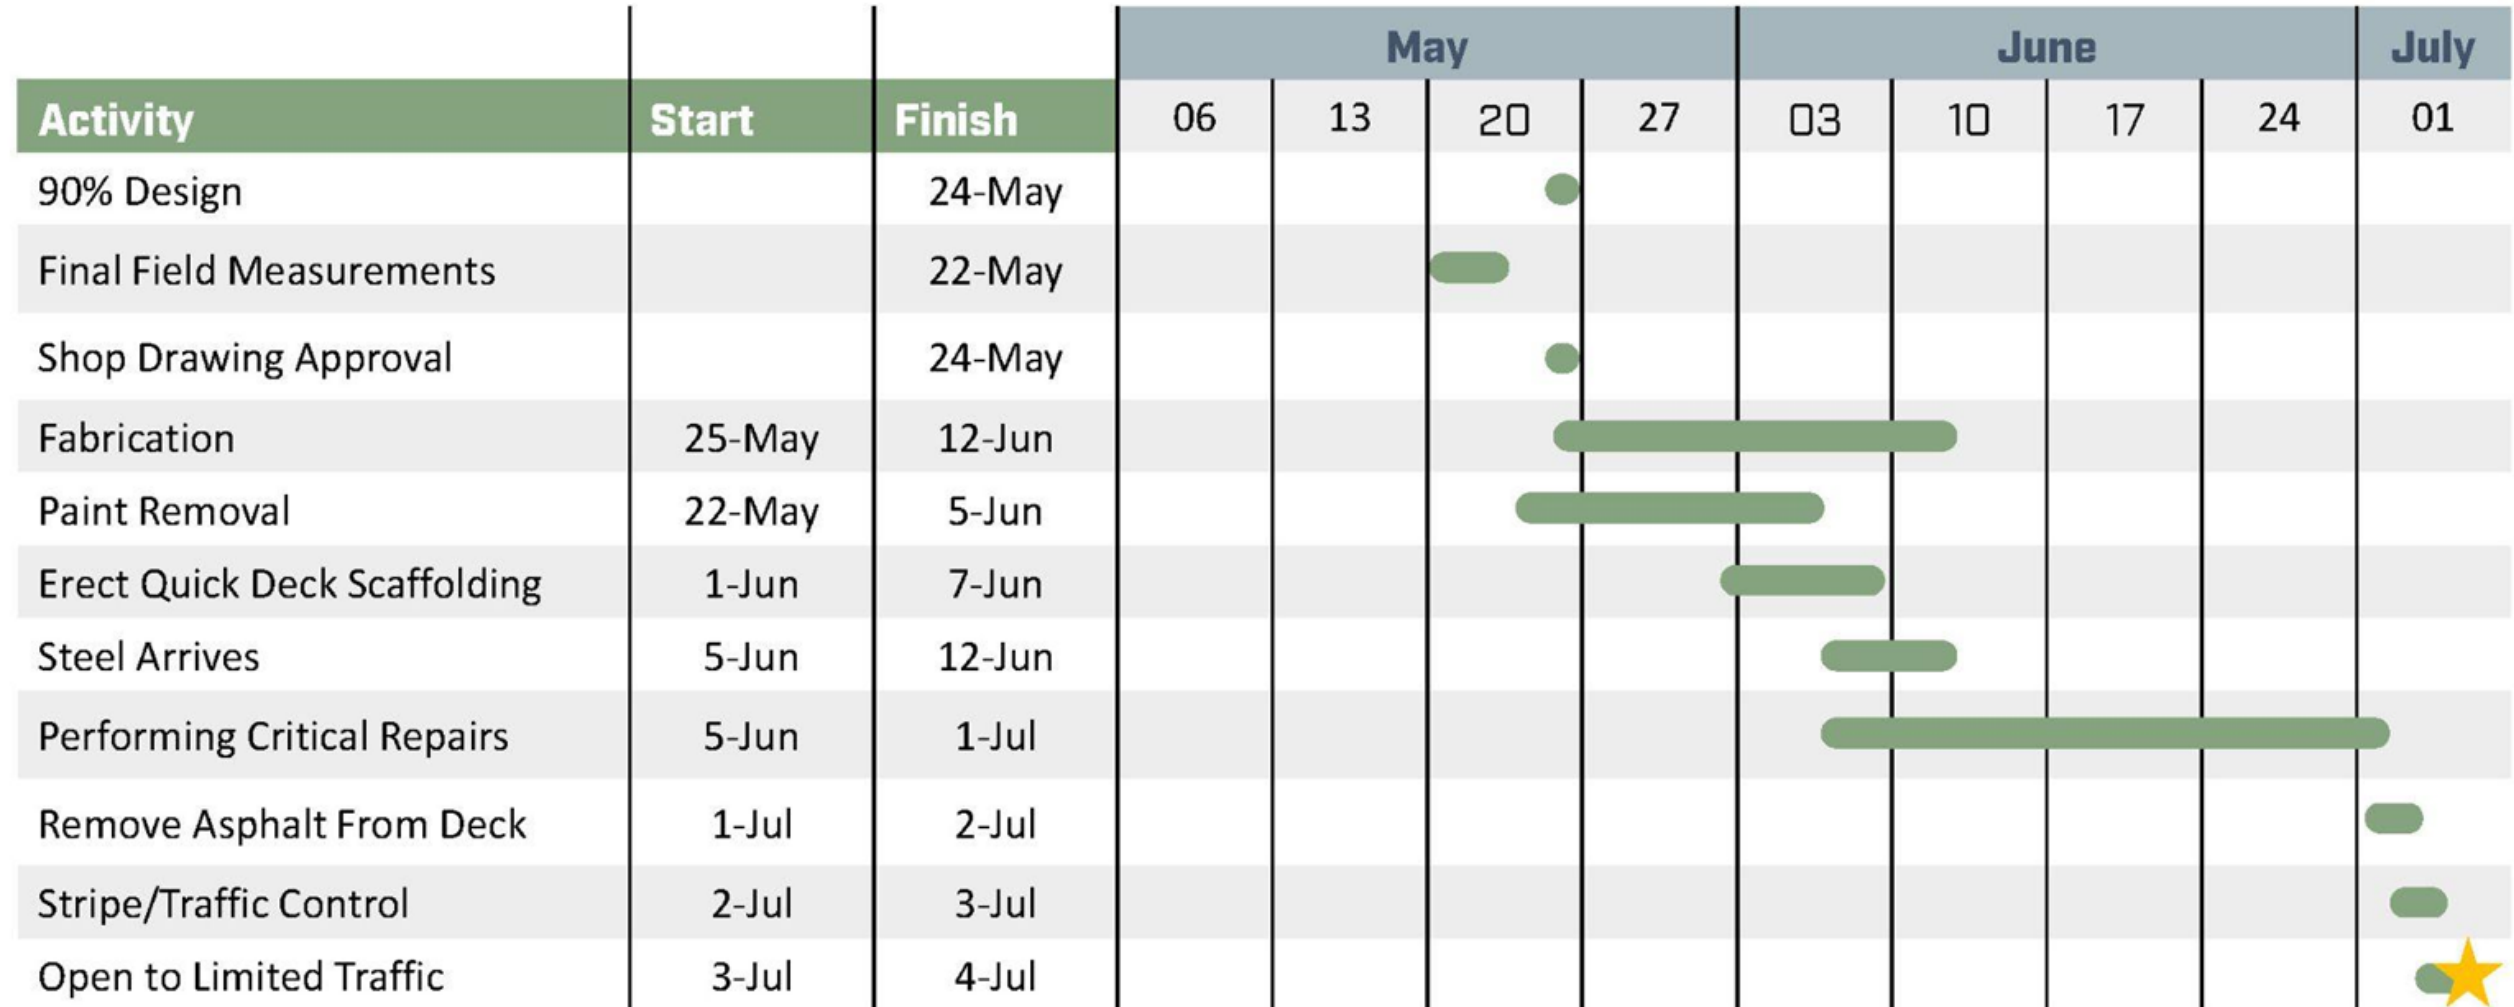 May June July
Activity Start Finish 06 13 20 27 03 10 17 24 01
90% Design 24-May
Final Field Measurements 22-May
Shop Drawing Approval 24-May
Fabrication 25-May 12-Jun
Paint Removal 22-May 5-Jun
Erect Quick Deck Scaffolding 1-Jun 7-Jun
Steel Arrives 5-Jun 12-Jun
Performing Critical Repairs 5-Jun 1-Jul
Remove Asphalt From Deck 1-Jul 2-Jul
Stripe/Traffic Control 2-Jul 3-Jul
Open to Limited Traffic 3-Jul 4-Jul